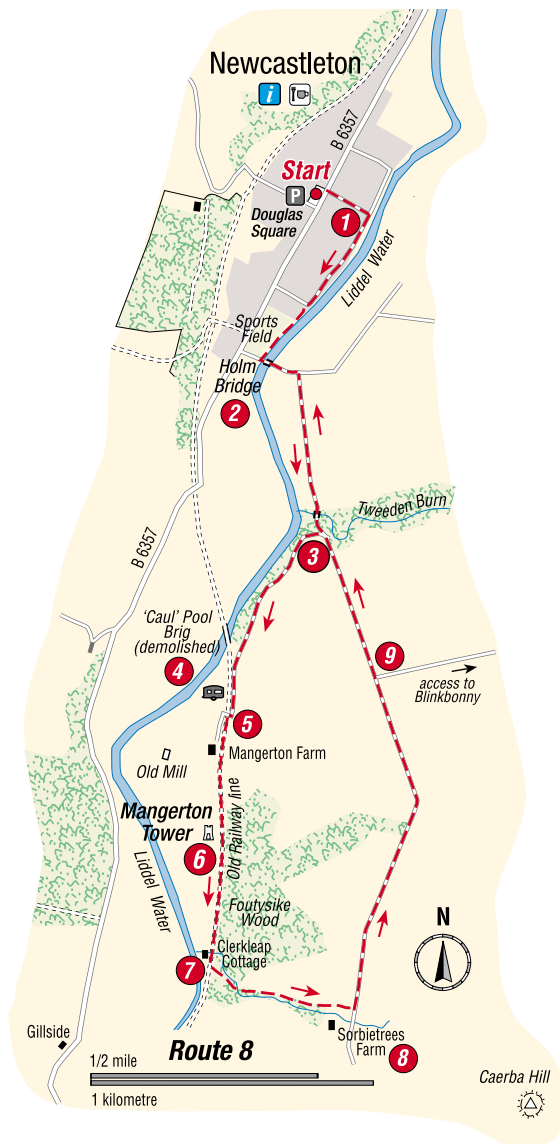 Newcastleton
i
B 6357
Start
P
Douglas
Square
1
Liddel Water
Sports
Field
Holm
Bridge
2
Tweeden Burn
3
B 6357
'Caul' Pool
Brig
(demolished)
4
9
access to
Blinkbonny
5
Mangerton Farm
Old Mill
Mangerton
Tower
Old Railway line
6
Liddel Water
Foutysike
Wood
N
Clerkleap
Cottage
7
Gillside
Route 8
Sorbietrees
Farm
8
1/2 mile
1 kilometre
Caerba Hill